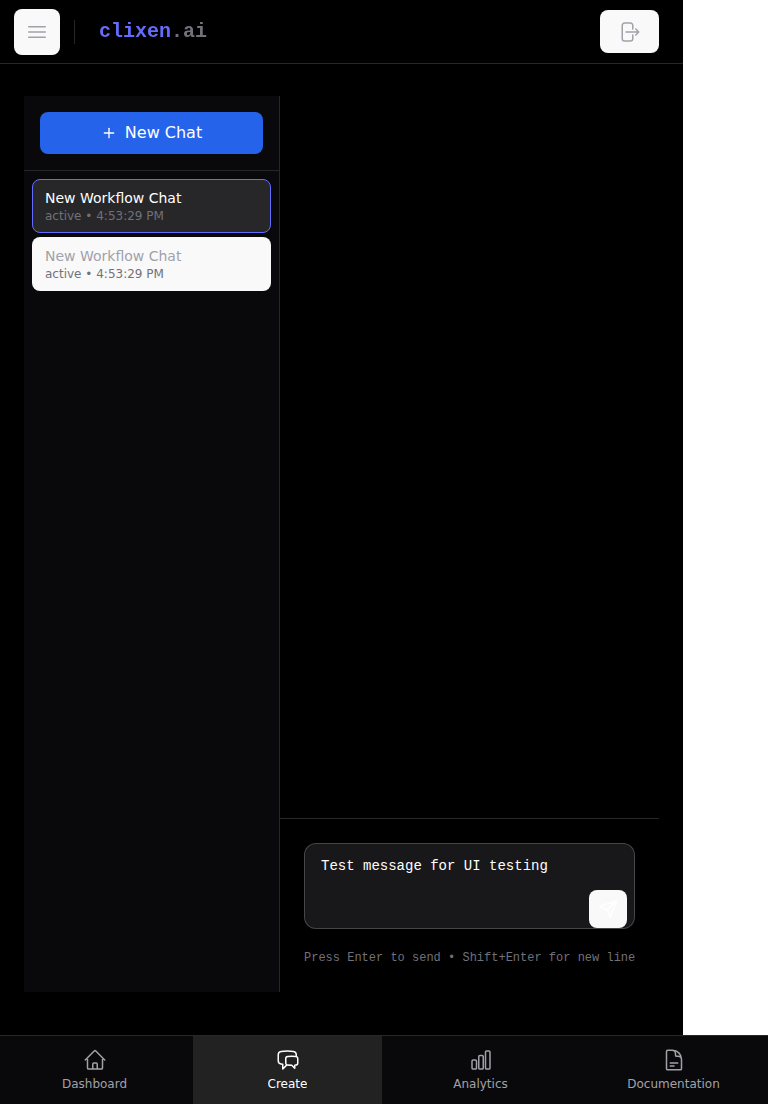 clixen.ai
+ New Chat
New Workflow Chat
active • 4:53:29 PM
New Workflow Chat
active • 4:53:29 PM
Test message for UI testing
Press Enter to send • Shift+Enter for new line
Dashboard
Create
Analytics
Documentation